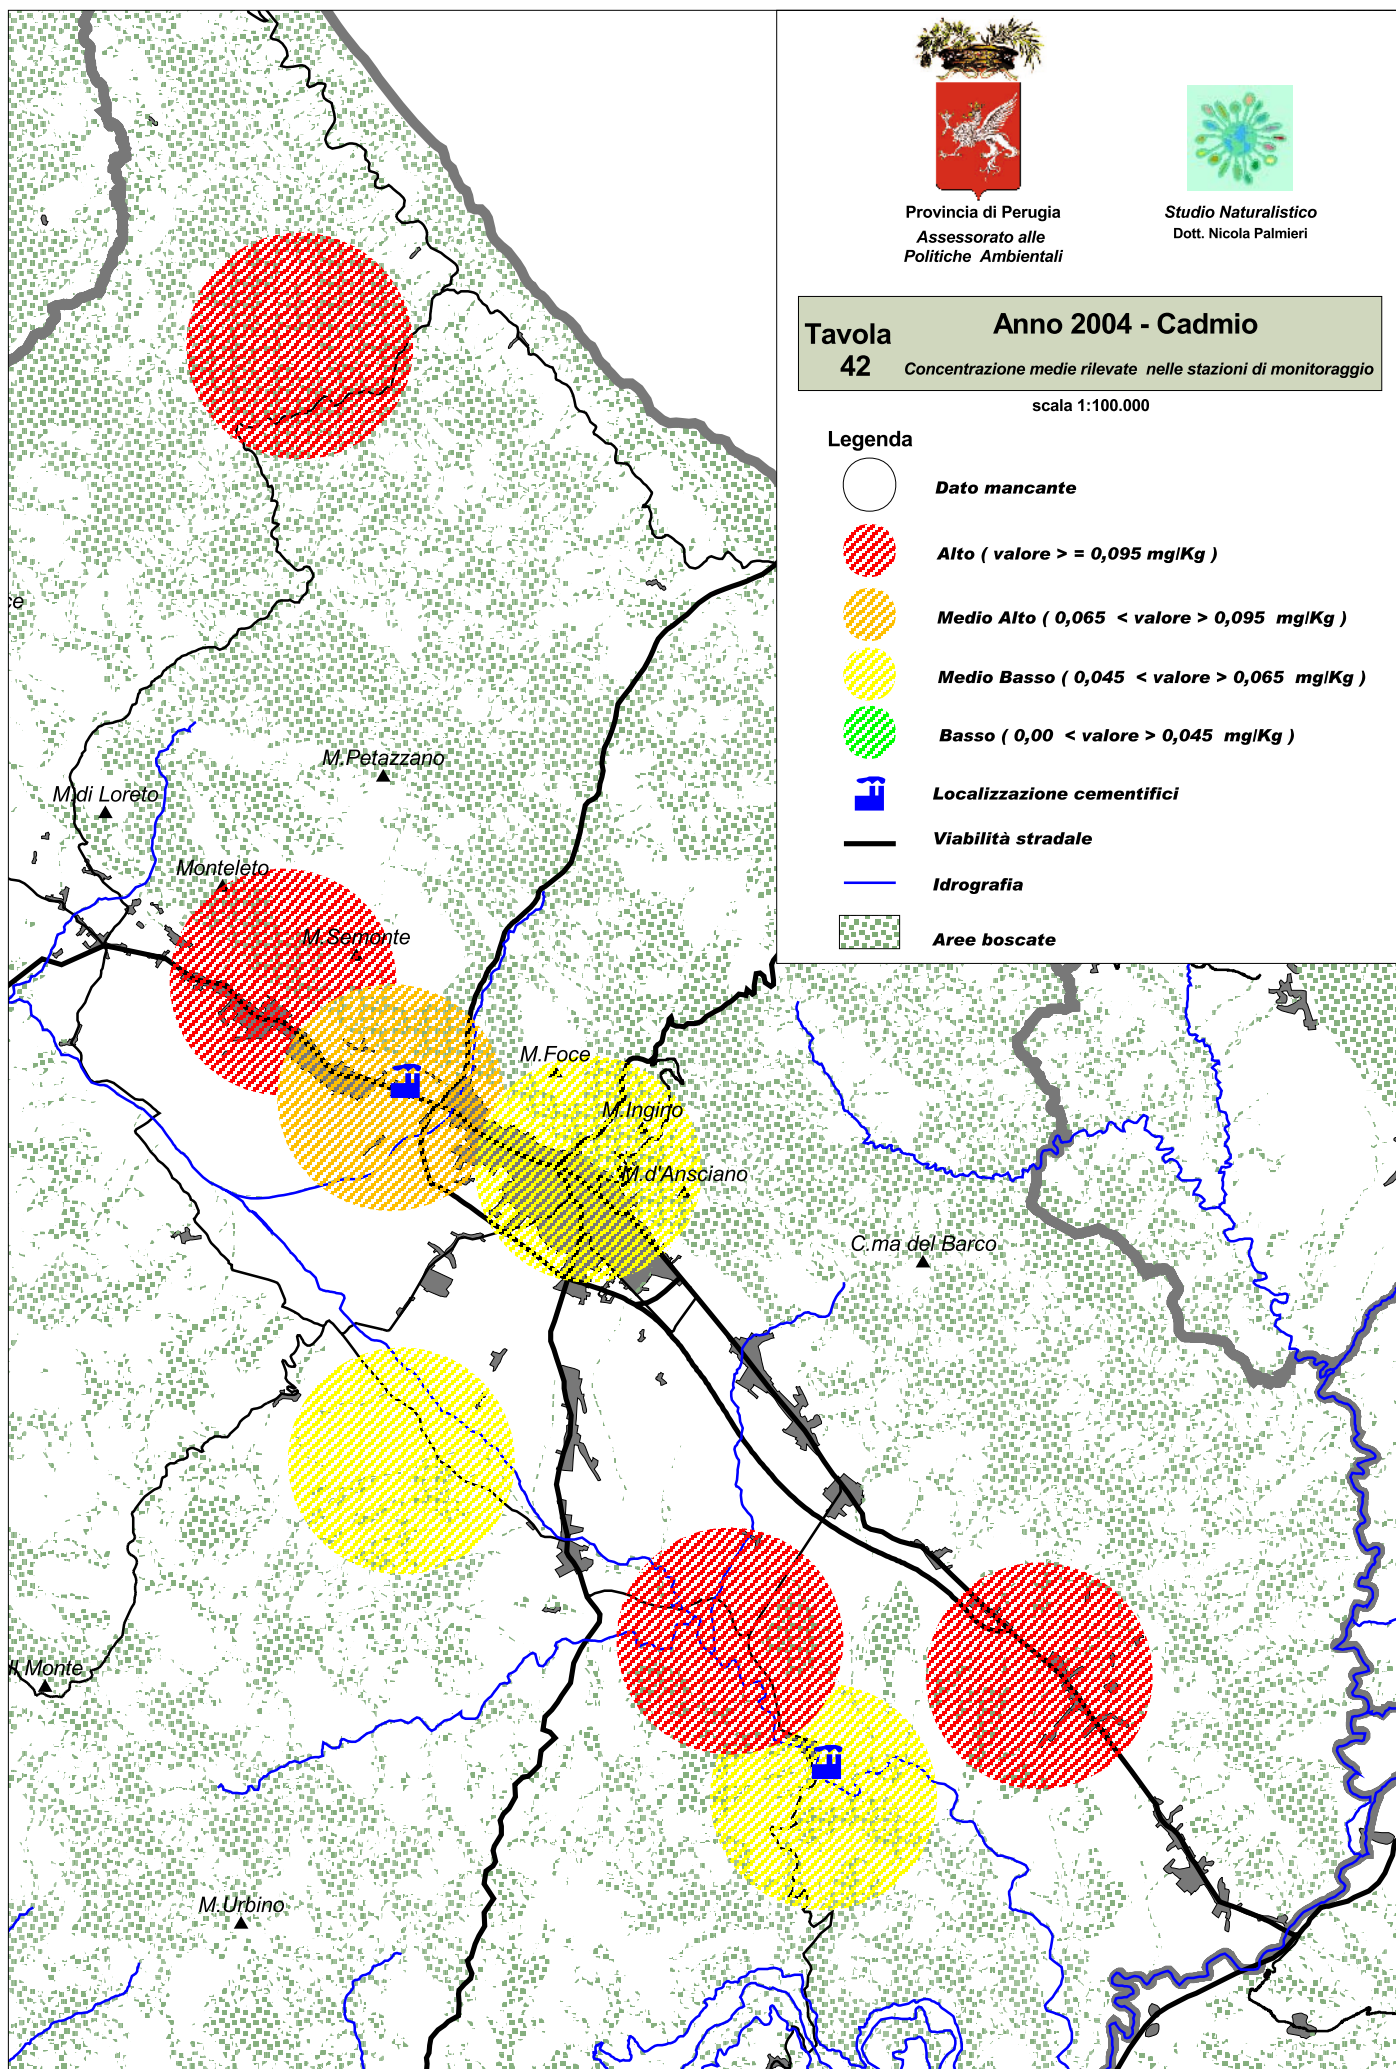 Provincia di Perugia
Assessorato alle
Politiche Ambientali
Studio Naturalistico
Dott. Nicola Palmieri
Tavola
42
Anno 2004 - Cadmio
Concentrazione medie rilevate nelle stazioni di monitoraggio
scala 1:100.000
Legenda
Dato mancante
Alto ( valore > = 0,095 mg/Kg )
Medio Alto ( 0,065 < valore > 0,095 mg/Kg )
Medio Basso ( 0,045 < valore > 0,065 mg/Kg )
Basso ( 0,00 < valore > 0,045 mg/Kg )
Localizzazione cementifici
Viabilità stradale
Idrografia
Aree boscate
ce
M.Petazzano
M.di Loreto
Monteleto
M.Semonte
M.Foce
M.Ingino
M.d'Ansciano
C.ma del Barco
Il Monte
M.Urbino